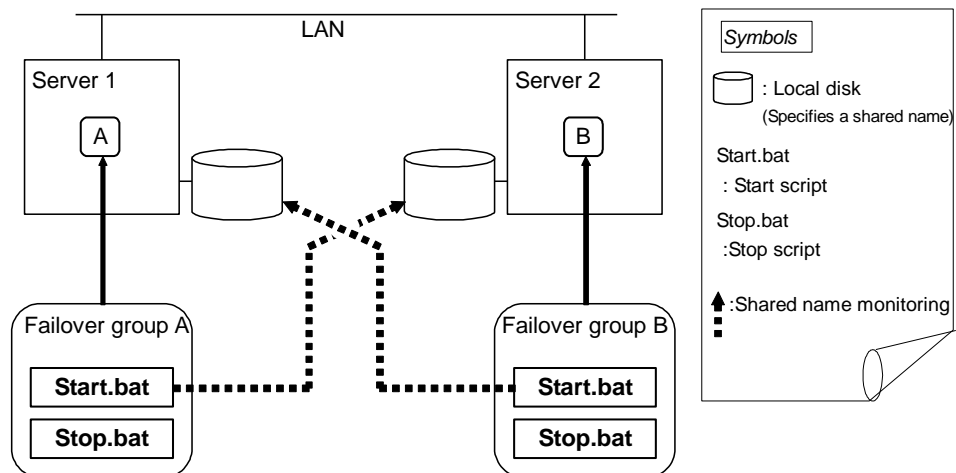 LAN
Server 1
A
Server 2
B
Failover group A
Start.bat
Stop.bat
Failover group B
Start.bat
Stop.bat
Symbols
: Local disk
(Specifies a shared name)
Start.bat
: Start script
Stop.bat
:Stop script
:Shared name monitoring